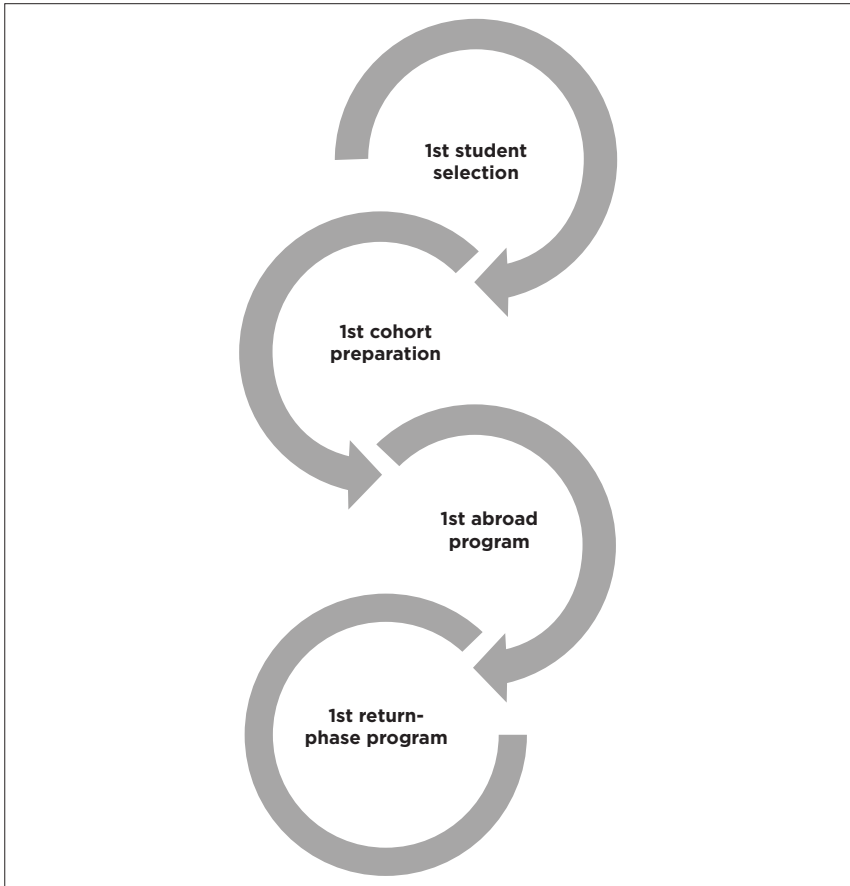 1st student
selection
1st cohort
preparation
1st abroad
program
1st return-
phase program